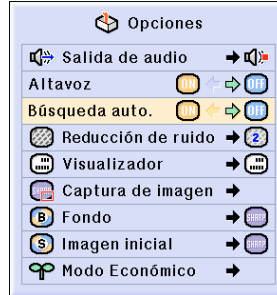 Opciones
Salida de audio
Altavoz ON OFF
Búsqueda auto. ON OFF
Reducción de ruido 2
Visualizador
Captura de imagen
B Fondo SHARP
S Imagen inicial SHARP
Modo Económico